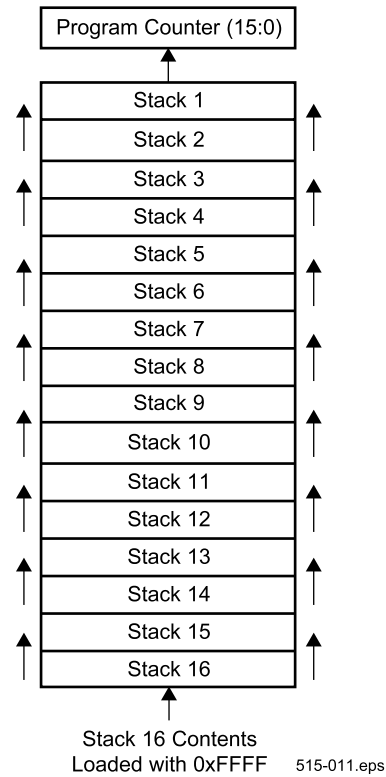 Program Counter (15:0)
Stack 1
Stack 2
Stack 3
Stack 4
Stack 5
Stack 6
Stack 7
Stack 8
Stack 9
Stack 10
Stack 11
Stack 12
Stack 13
Stack 14
Stack 15
Stack 16
Stack 16 Contents
Loaded with 0xFFFF
515-011.eps